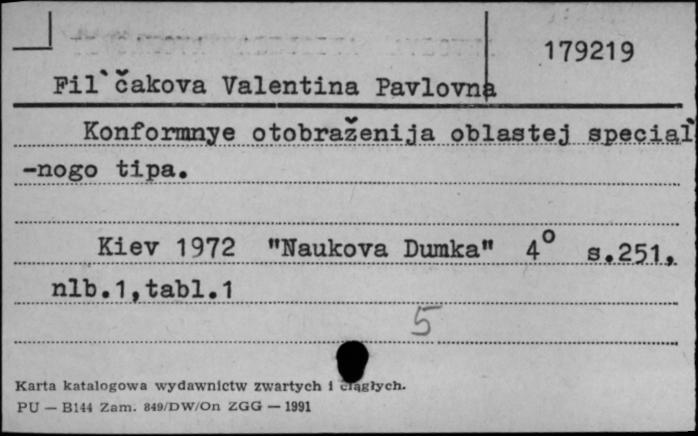 179219
Fil`čakova Valentina Pavlovna
Konformnye otobraženija oblastej special`
-nogo tipa.
Kiev 1972 "Naukova Dumka" 4° s.251,
nlb.1,tabl.1
5
Karta katalogowa wydawnictw zwartych i ciągłych.
PU — B144 Zam. 849/DW/On ZGG — 1991